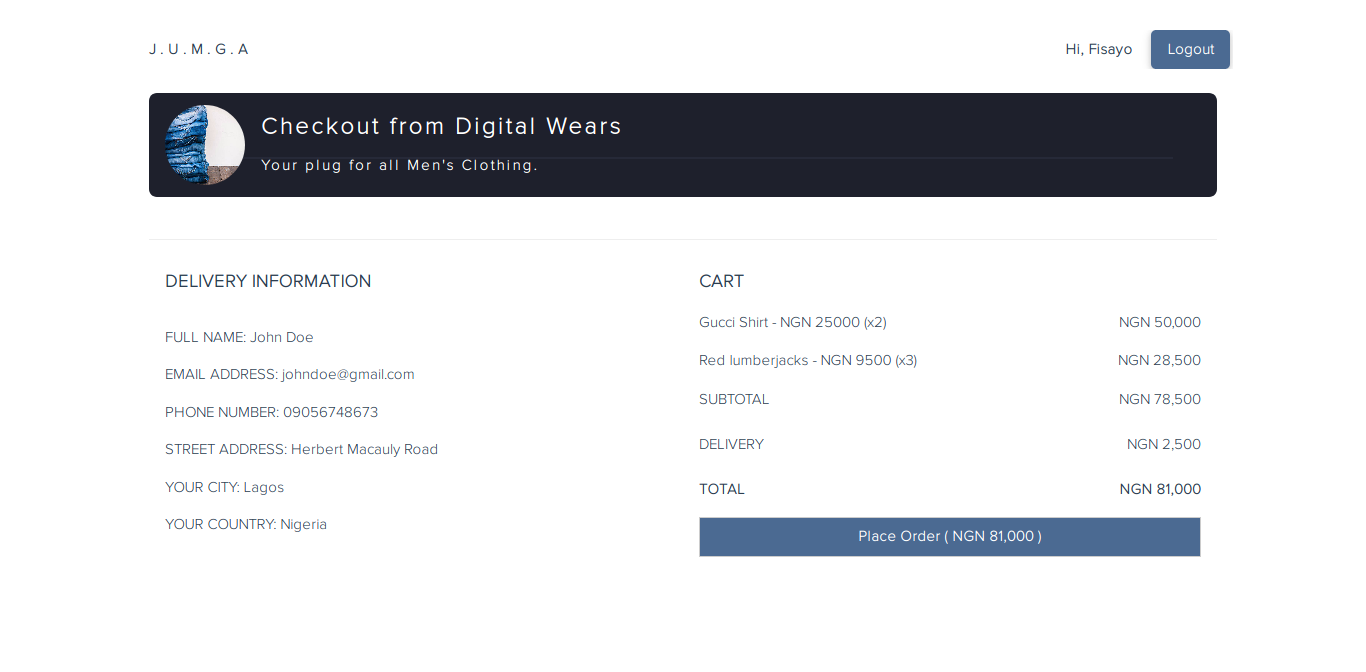 J.U.M.G.A
Hi, Fisayo
Logout
Checkout from Digital Wears
Your plug for all Men's Clothing.
DELIVERY INFORMATION
FULL NAME: John Doe
EMAIL ADDRESS: johndoe@gmail.com
PHONE NUMBER: 09056748673
STREET ADDRESS: Herbert Macauly Road
YOUR CITY: Lagos
YOUR COUNTRY: Nigeria
CART
Gucci Shirt - NGN 25000 (x2) NGN 50,000
Red lumberjacks - NGN 9500 (x3) NGN 28,500
SUBTOTAL NGN 78,500
DELIVERY NGN 2,500
TOTAL NGN 81,000
Place Order ( NGN 81,000 )